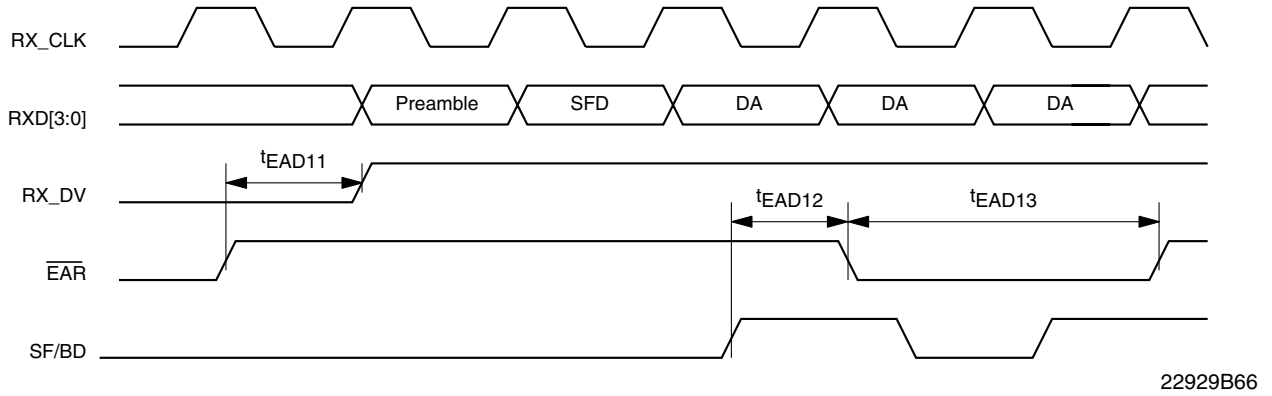 RX_CLK
RXD[3:0]
Preamble
SFD
DA
DA
DA
tEAD11
RX_DV
tEAD12
tEAD13
EAR
SF/BD
22929B66